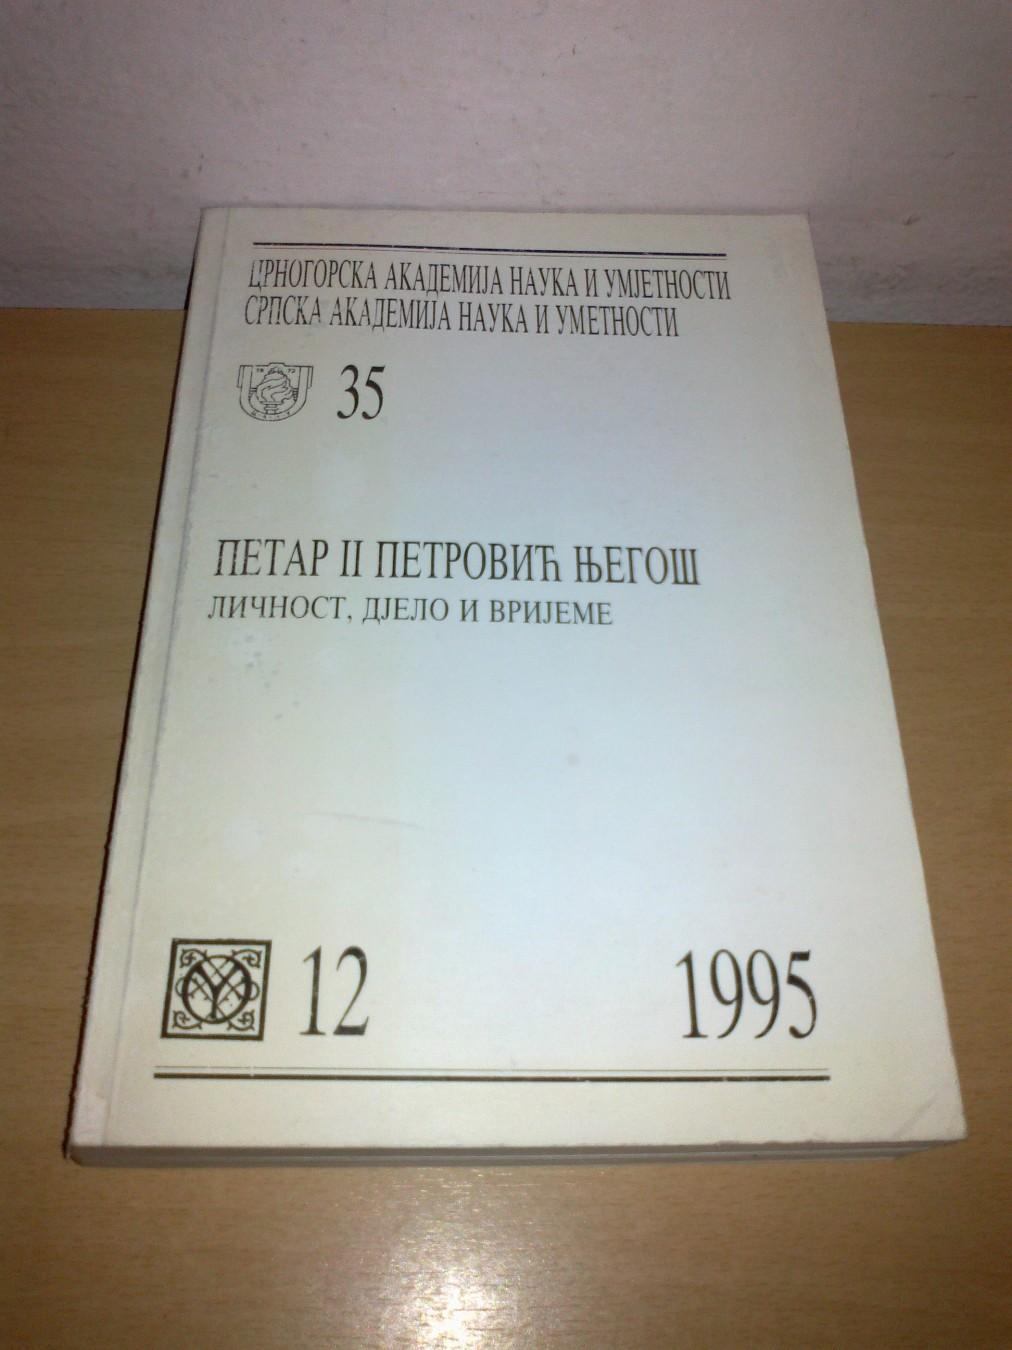 ЦРНОГОРСКА АКАДЕМИЈА НАУКА И УМЈЕТНОСТИ
СРПСКА АКАДЕМИЈА НАУКА И УМЕТНОСТИ
35
ПЕТАР II ПЕТРОВИЋ ЊЕГОШ
ЛИЧНОСТ, ДЈЕЛО И ВРИЈЕМЕ
12 1995